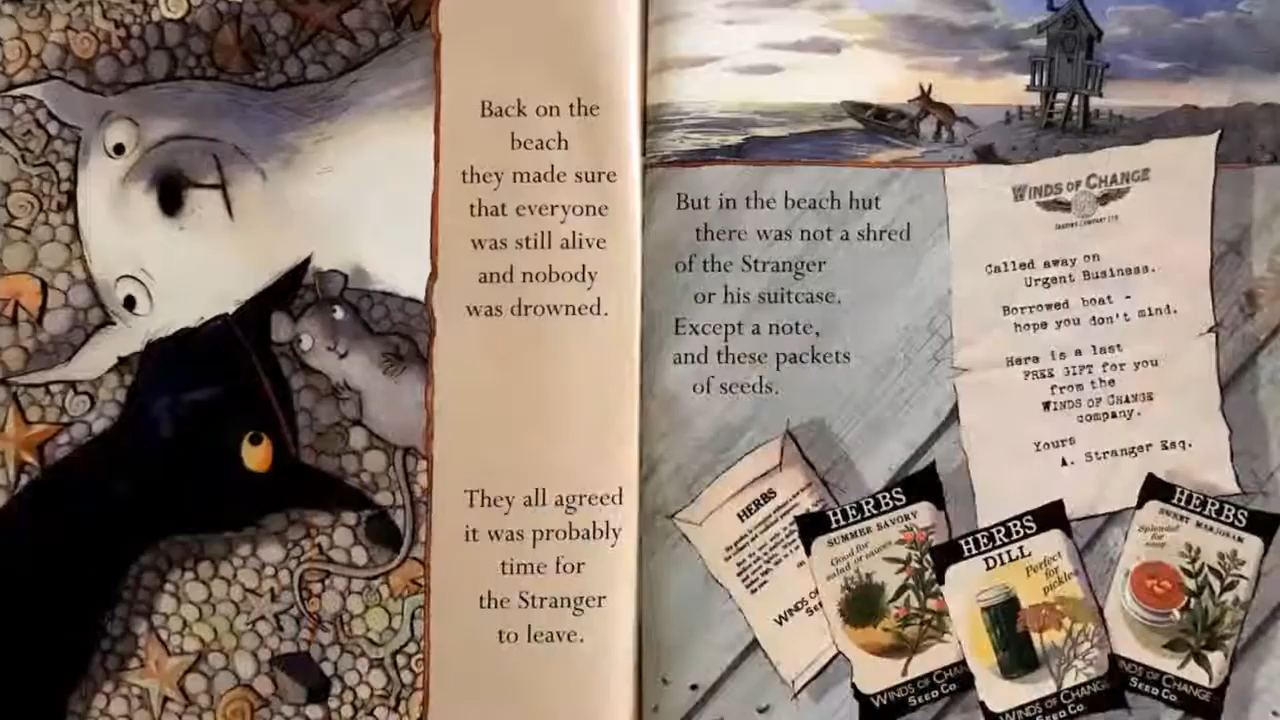 Back on the
beach
they made sure
that everyone
was still alive
and nobody
was drowned.
They all agreed
it was probably
time for
the Stranger
to leave.
But in the beach hut
there was not a shred
of the Stranger
or his suitcase.
Except a note,
and these packets
of seeds.
WINDS OF CHANGE
Called away on
Urgent Business.
Borrowed boat -
hope you don't mind.
Here is a last
FREE GIFT for you
from the
WINDS OF CHANGE
company.
Yours
A. Stranger Esq.
HERBS
WINDS OF
SEE
HERBS
SUMMER SAVORY
Good for
salad or sauces
WINDS OF CHAN
SEED CO.
HERBS
DILL
Perfect
for
pickles
WINDS OF CHANGE
SEED CO.
HERBS
SWEET MARJORAM
Splendid
for
soup
WINDS OF CHANGE
SEED CO.